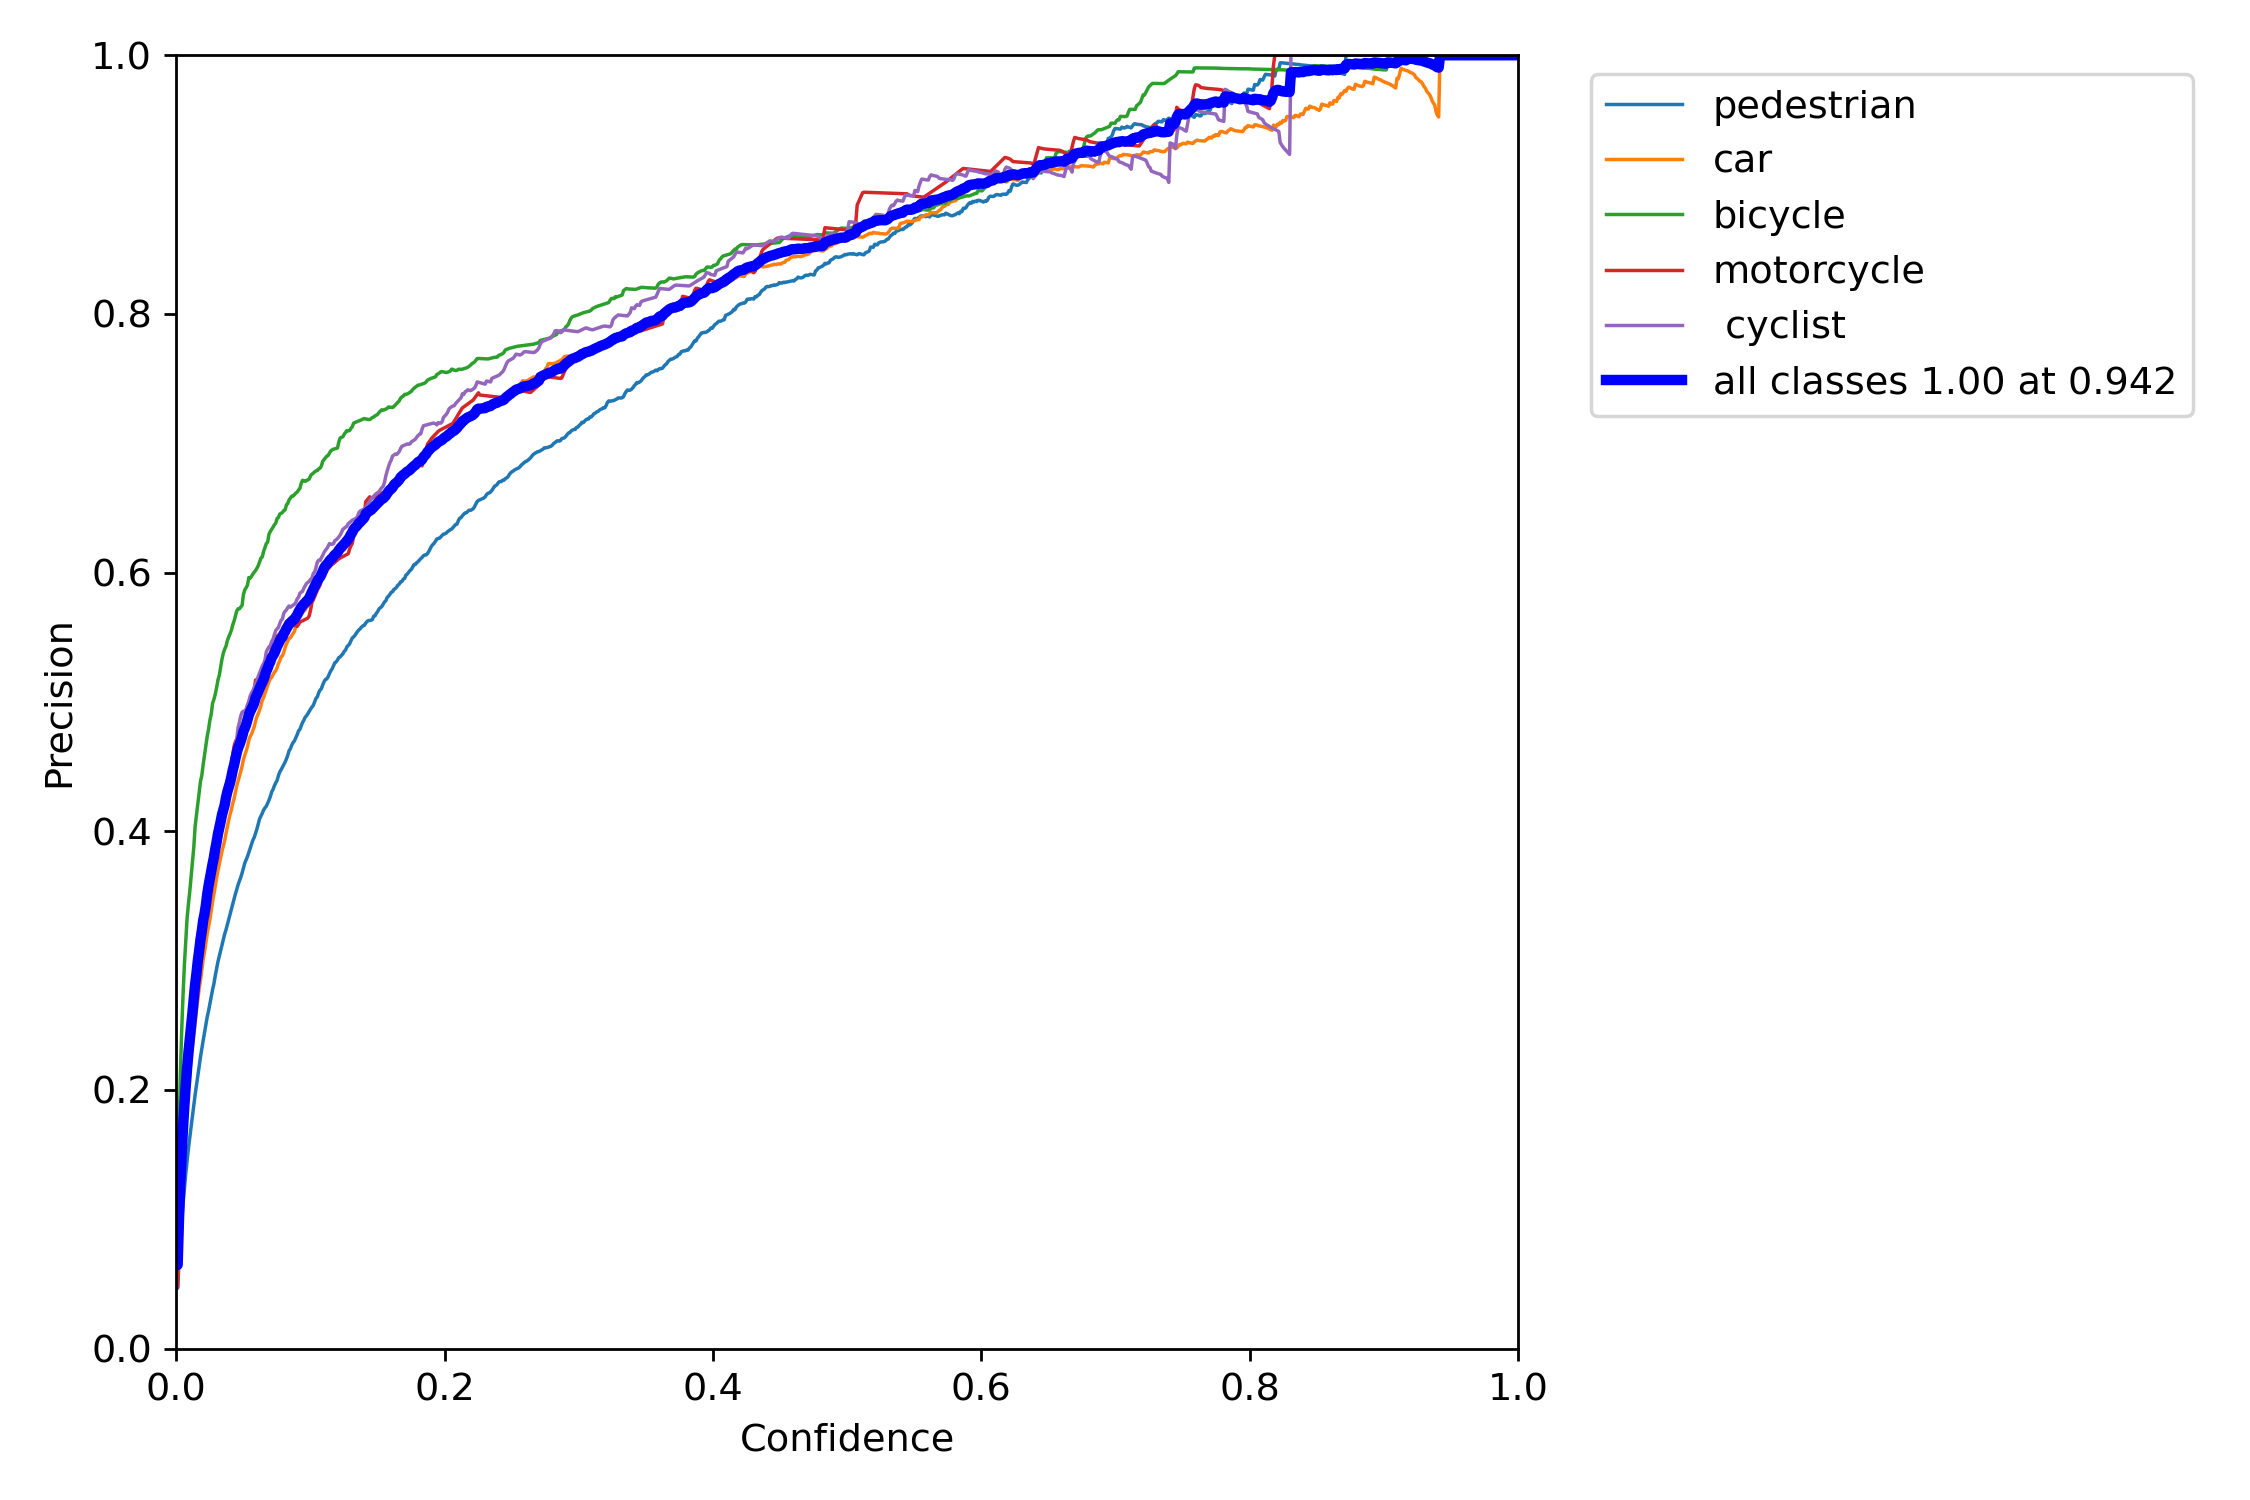 1.0
0.8
0.6
0.4
0.2
0.0
Precision
0.0 0.2 0.4 0.6 0.8 1.0
Confidence
pedestrian
car
bicycle
motorcycle
cyclist
all classes 1.00 at 0.942